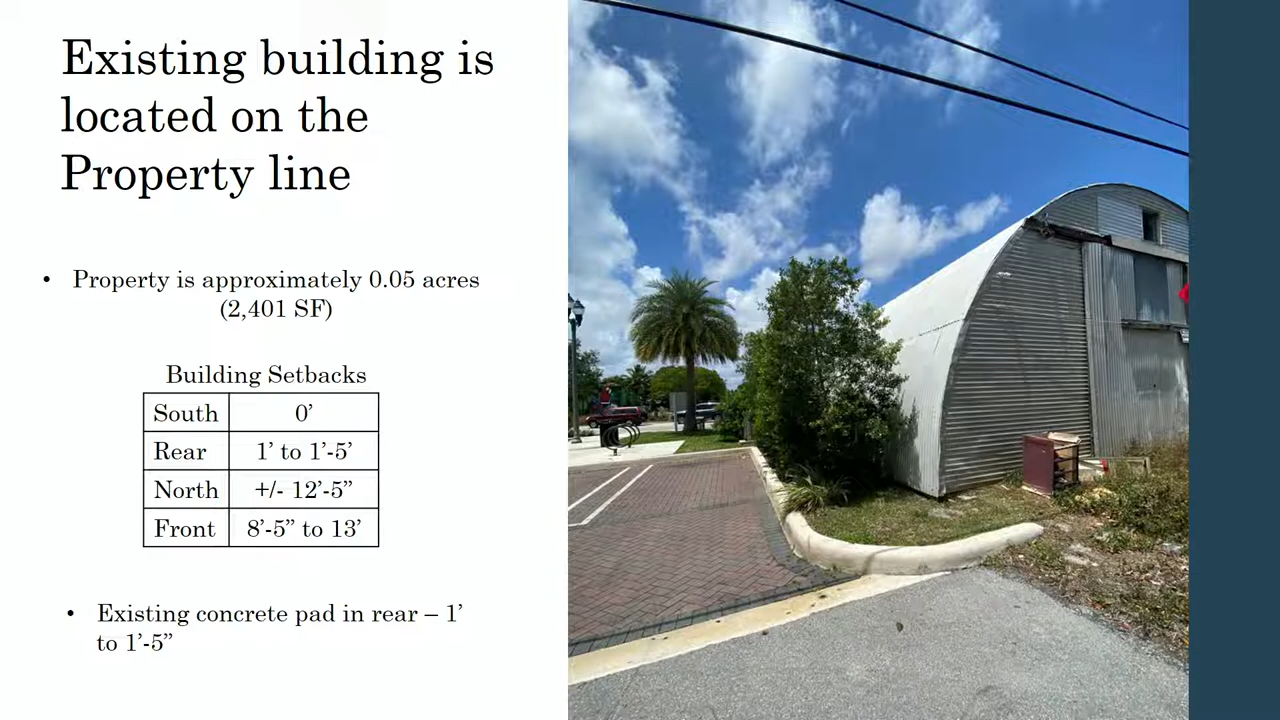 Existing building is
located on the
Property line
• Property is approximately 0.05 acres
(2,401 SF)
Building Setbacks
South 0’
Rear 1’ to 1’-5’
North +/- 12’-5”
Front 8’-5” to 13’
• Existing concrete pad in rear – 1’
to 1’-5”